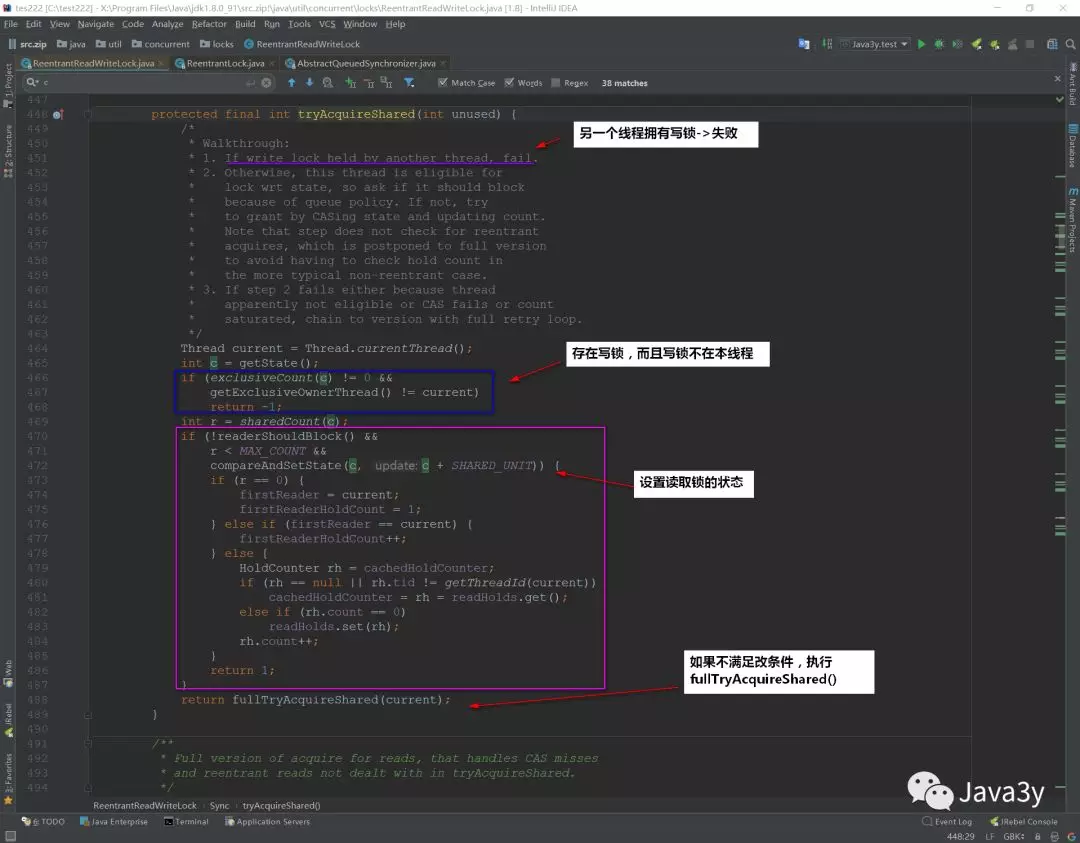 tes222 [C:\test222] - X:\Program Files\Java\jdk1.8.0_91\src.zip!\java\util\concurrent\locks\ReentrantReadWriteLock.java [1.8] - IntelliJ IDEA
File Edit View Navigate Code Analyze Refactor Build Run Tools VCS Window Help
src.zip java util concurrent locks ReentrantReadWriteLock Java3y.test
ReentrantReadWriteLock.java ReentrantLock.java AbstractQueuedSynchronizer.java
c Match Case Words Regex 38 matches
1: Project
2: Structure
Web
JRebel
2: Favorites
Ant Build
Database
Maven Projects
447
448 protected final int tryAcquireShared(int unused) {
449 /*
450 * Walkthrough:
451 * 1. If write lock held by another thread, fail.
452 * 2. Otherwise, this thread is eligible for
453 * lock wrt state, so ask if it should block
454 * because of queue policy. If not, try
455 * to grant by CASing state and updating count.
456 * Note that step does not check for reentrant
457 * acquires, which is postponed to full version
458 * to avoid having to check hold count in
459 * the more typical non-reentrant case.
460 * 3. If step 2 fails either because thread
461 * apparently not eligible or CAS fails or count
462 * saturated, chain to version with full retry loop.
463 */
464 Thread current = Thread.currentThread();
465 int c = getState();
466 if (exclusiveCount(c) != 0 &&
467 getExclusiveOwnerThread() != current)
468 return -1;
469 int r = sharedCount(c);
470 if (!readerShouldBlock() &&
471 r < MAX_COUNT &&
472 compareAndSetState(c, update: c + SHARED_UNIT)) {
473 if (r == 0) {
474 firstReader = current;
475 firstReaderHoldCount = 1;
476 } else if (firstReader == current) {
477 firstReaderHoldCount++;
478 } else {
479 HoldCounter rh = cachedHoldCounter;
480 if (rh == null || rh.tid != getThreadId(current))
481 cachedHoldCounter = rh = readHolds.get();
482 else if (rh.count == 0)
483 readHolds.set(rh);
484 rh.count++;
485 }
486 return 1;
487 }
488 return fullTryAcquireShared(current);
489 }
490
491 /**
492 * Full version of acquire for reads, that handles CAS misses
493 * and reentrant reads not dealt with in tryAcquireShared.
494 */
另一个线程拥有写锁->失败
存在写锁，而且写锁不在本线程
设置读取锁的状态
如果不满足改条件，执行
fullTryAcquireShared()
Java3y
ReentrantReadWriteLock Sync tryAcquireShared()
6: TODO Java Enterprise Terminal Application Servers Event Log JRebel Console
448:29 LF GBK